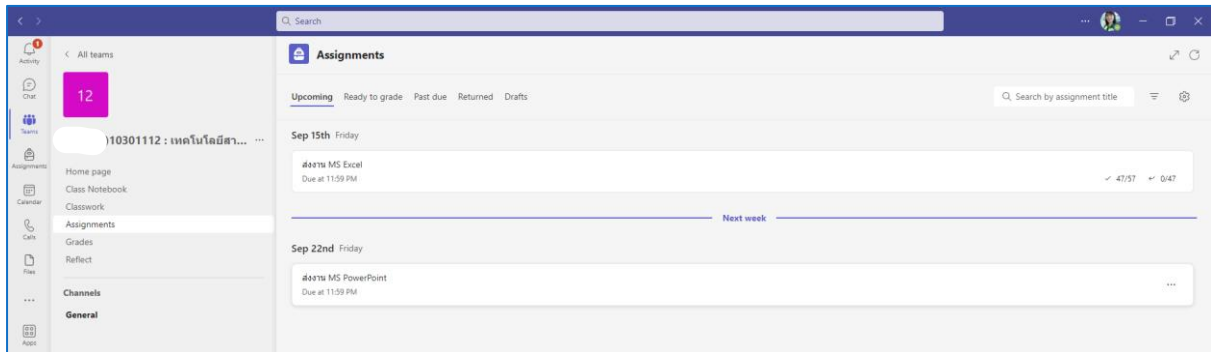 Search
...
1
Activity
Chat
Teams
Assignments
Calendar
Calls
Files
...
Apps
All teams
12
)10301112 : เทคโนโลยีสา... ...
Home page
Class Notebook
Classwork
Assignments
Grades
Reflect
Channels
General
Assignments
Upcoming Ready to grade Past due Returned Drafts
Search by assignment title
Sep 15th Friday
ส่งงาน MS Excel
Due at 11:59 PM
47/57 0/47
Next week
Sep 22nd Friday
ส่งงาน MS PowerPoint
Due at 11:59 PM
...